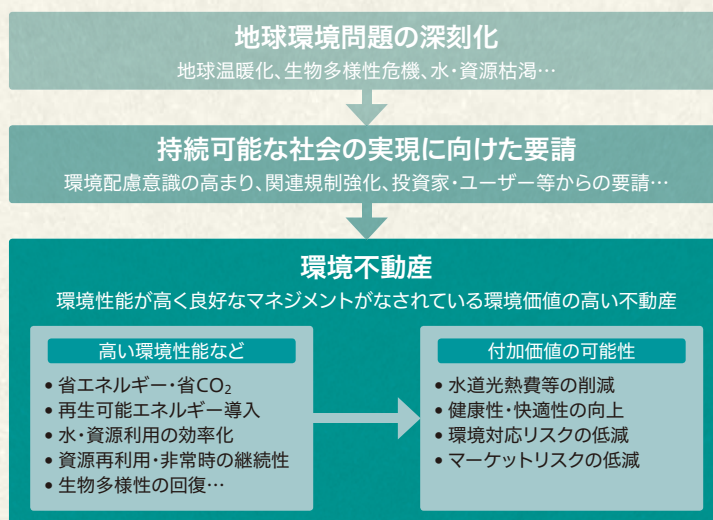 地球環境問題の深刻化
地球温暖化、生物多様性危機、水・資源枯渇…
持続可能な社会の実現に向けた要請
環境配慮意識の高まり、関連規制強化、投資家・ユーザー等からの要請…
環境不動産
環境性能が高く良好なマネジメントがなされている環境価値の高い不動産
高い環境性能など
• 省エネルギー・省CO₂
• 再生可能エネルギー導入
• 水・資源利用の効率化
• 資源再利用・非常時の継続性
• 生物多様性の回復…
付加価値の可能性
• 水道光熱費等の削減
• 健康性・快適性の向上
• 環境対応リスクの低減
• マーケットリスクの低減